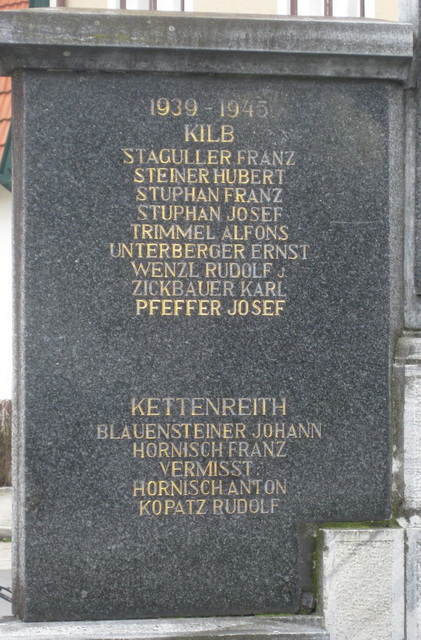 1939 - 1945
KILB
STAGULLER FRANZ
STEINER HUBERT
STUPHAN FRANZ
STUPHAN JOSEF
TRIMMEL ALFONS
UNTERBERGER ERNST
WENZL RUDOLF J.
ZICKBAUER KARL
PFEFFER JOSEF
KETTENREITH
BLAUENSTEINER JOHANN
HORNISCH FRANZ
VERMISST:
HORNISCH ANTON
KOPATZ RUDOLF